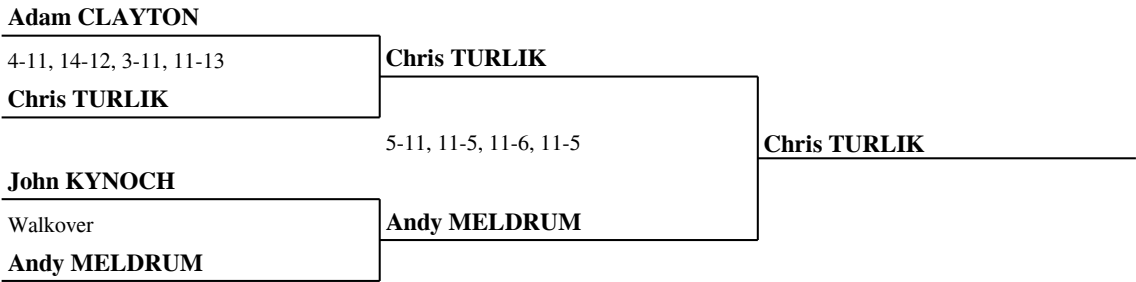 Adam CLAYTON
4-11, 14-12, 3-11, 11-13
Chris TURLIK
Chris TURLIK
5-11, 11-5, 11-6, 11-5
Chris TURLIK
John KYNOCH
Walkover
Andy MELDRUM
Andy MELDRUM